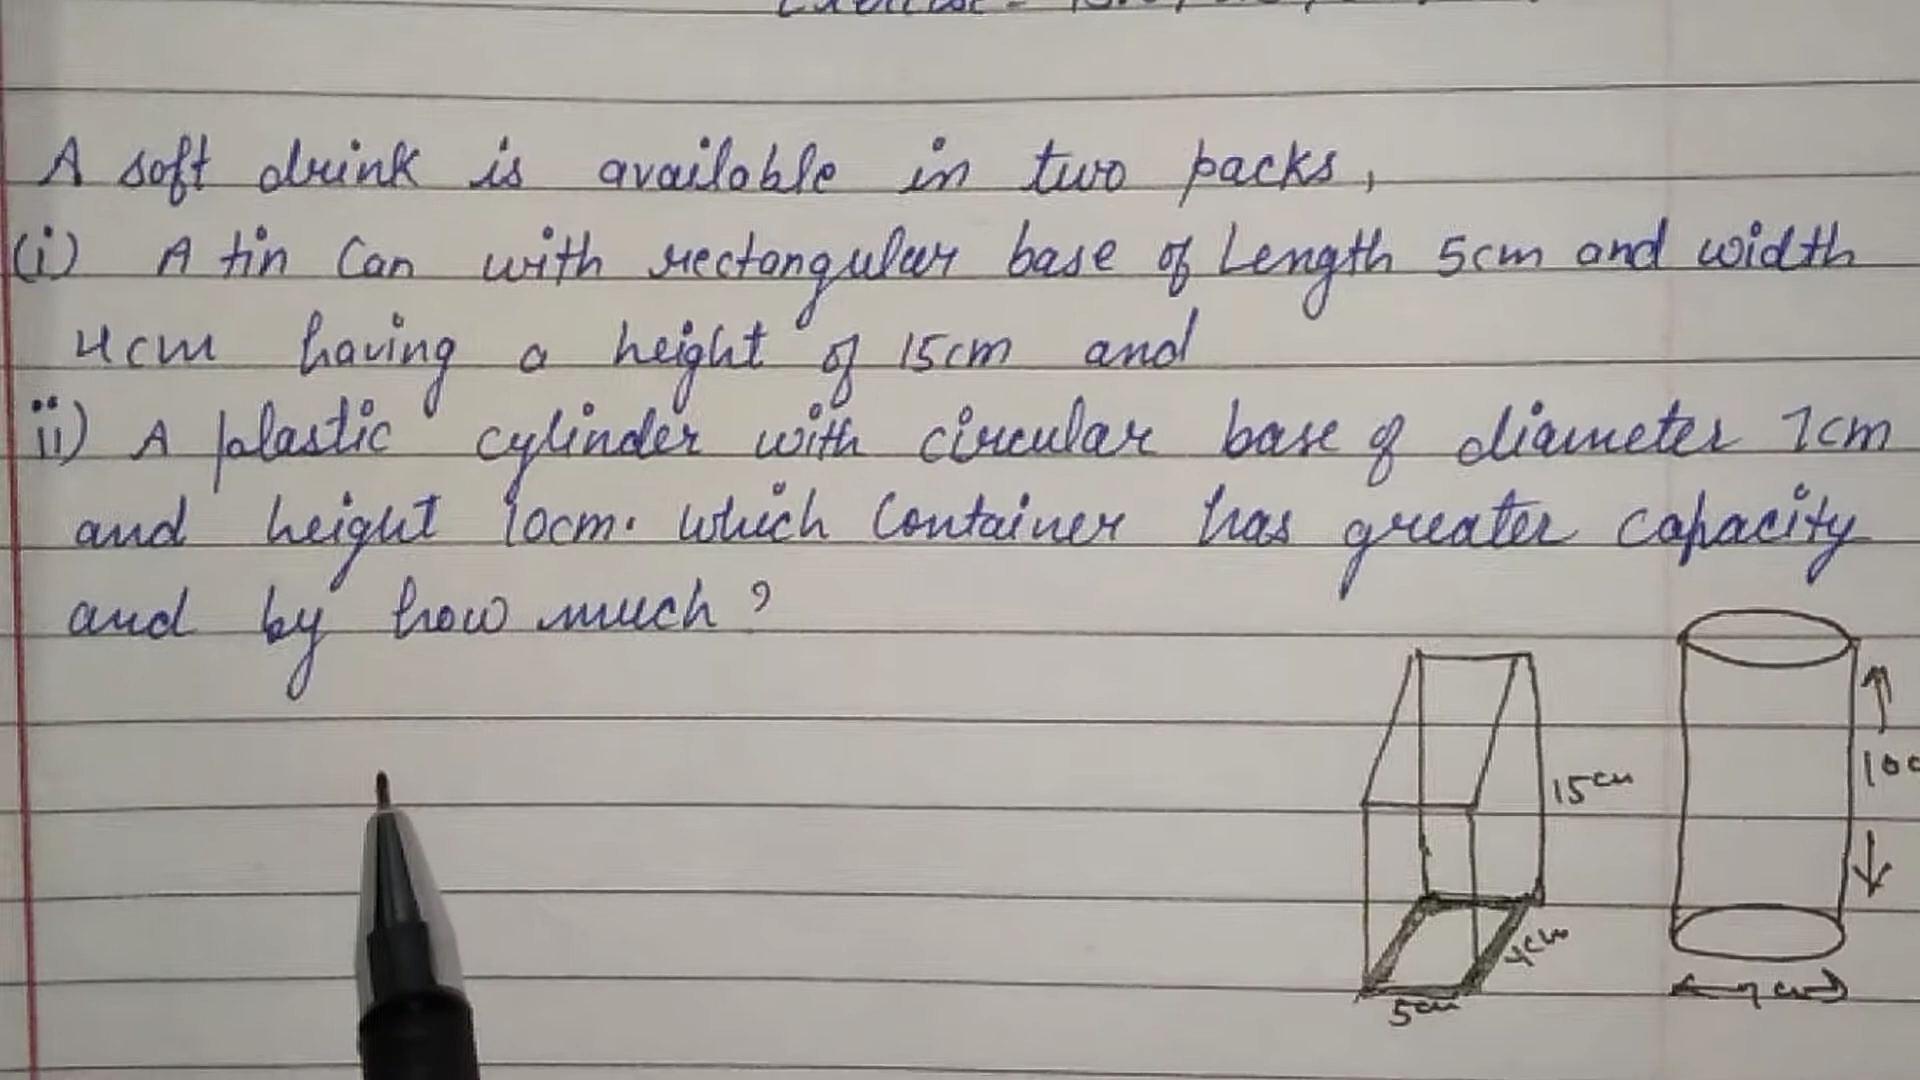 A soft drink is available in two packs,
(i) A tin Can with rectangular base of Length 5cm and width
4cm having a height of 15cm and
ii) A plastic cylinder with circular base of diameter 7cm
and height 10cm. which Container has greater capacity
and by how much?
15cm
10c
4cm
5cm
7cm